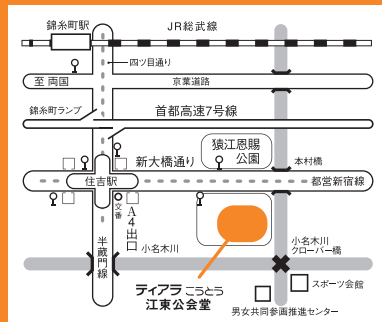 JR総武線
錦糸町駅
四ツ目通り
至 両国
京葉道路
錦糸町ランプ
首都高速7号線
猿江恩賜
公園
新大橋通り
本村橋
住吉駅
都営新宿線
交番
A4出口
半蔵門線
小名木川
小名木川
クローバー橋
ティアラ こうとう
江東公会堂
スポーツ会館
男女共同参画推進センター